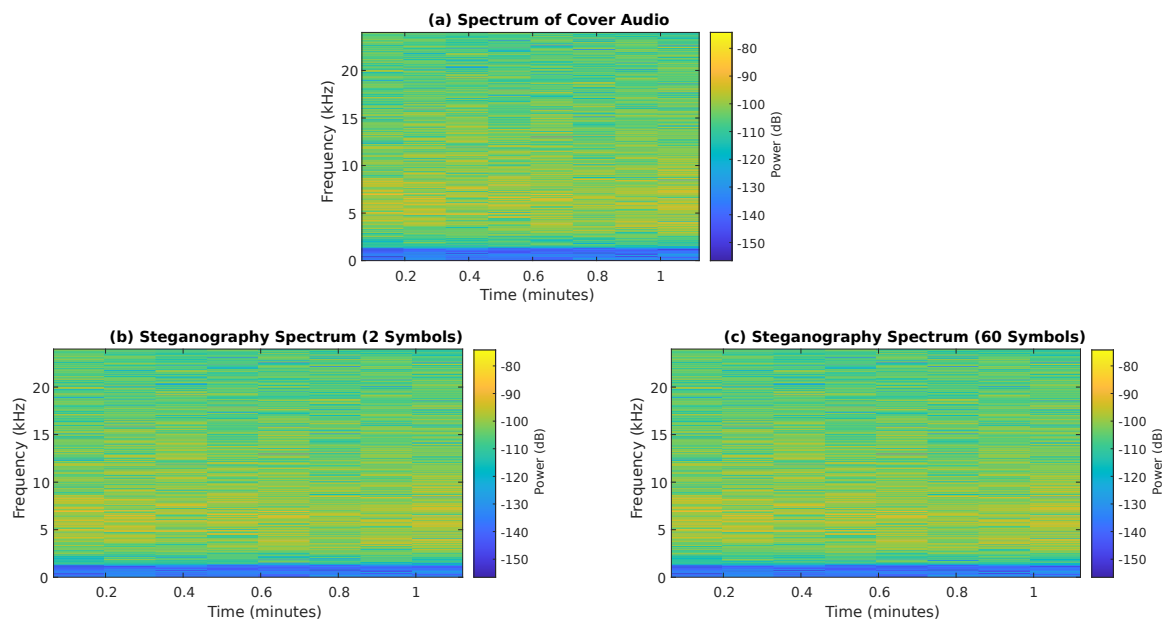 (a) Spectrum of Cover Audio
Frequency (kHz)
20
15
10
5
0
0.2 0.4 0.6 0.8 1
Time (minutes)
-80
-90
-100
-110
-120
-130
-140
-150
Power (dB)
(b) Steganography Spectrum (2 Symbols)
Frequency (kHz)
20
15
10
5
0
0.2 0.4 0.6 0.8 1
Time (minutes)
-80
-90
-100
-110
-120
-130
-140
-150
Power (dB)
(c) Steganography Spectrum (60 Symbols)
Frequency (kHz)
20
15
10
5
0
0.2 0.4 0.6 0.8 1
Time (minutes)
-80
-90
-100
-110
-120
-130
-140
-150
Power (dB)